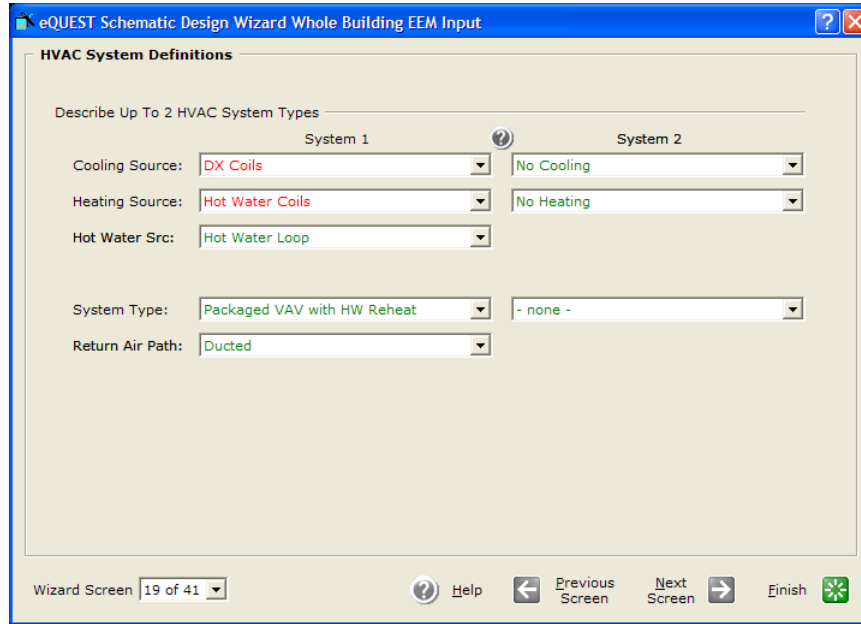 eQUEST Schematic Design Wizard Whole Building EEM Input
HVAC System Definitions
Describe Up To 2 HVAC System Types
System 1 ? System 2
Cooling Source: DX Coils No Cooling
Heating Source: Hot Water Coils No Heating
Hot Water Src: Hot Water Loop
System Type: Packaged VAV with HW Reheat - none -
Return Air Path: Ducted
Wizard Screen 19 of 41 ? Help Previous Screen Next Screen Finish